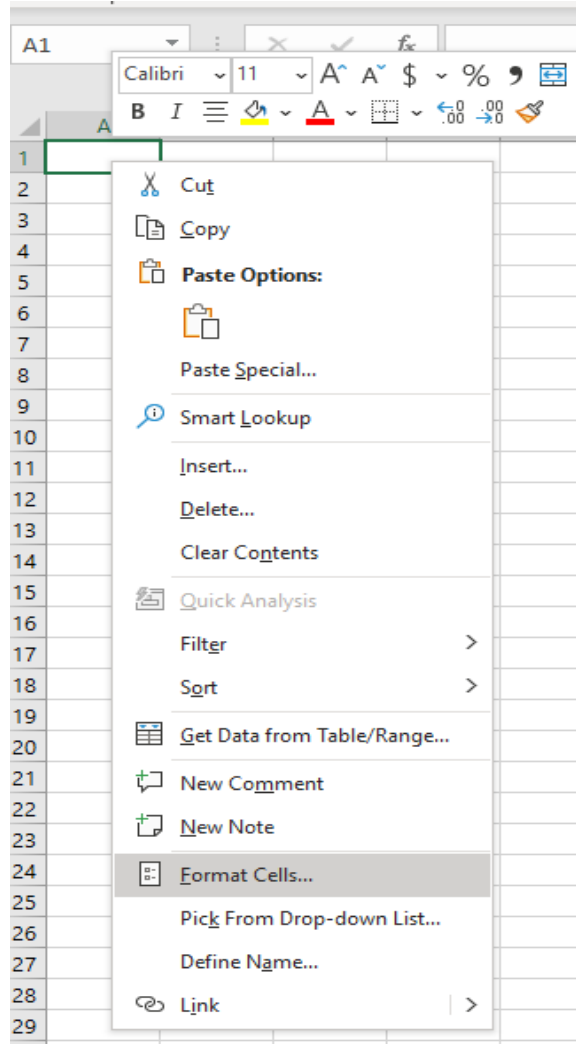 A1 fx
Calibri 11 A A $ % 9
B I A .00 .00
A
1
2
3
4
5
6
7
8
9
10
11
12
13
14
15
16
17
18
19
20
21
22
23
24
25
26
27
28
29
Cut
Copy
Paste Options:
Paste Special...
Smart Lookup
Insert...
Delete...
Clear Contents
Quick Analysis
Filter
Sort
Get Data from Table/Range...
New Comment
New Note
Format Cells...
Pick From Drop-down List...
Define Name...
Link